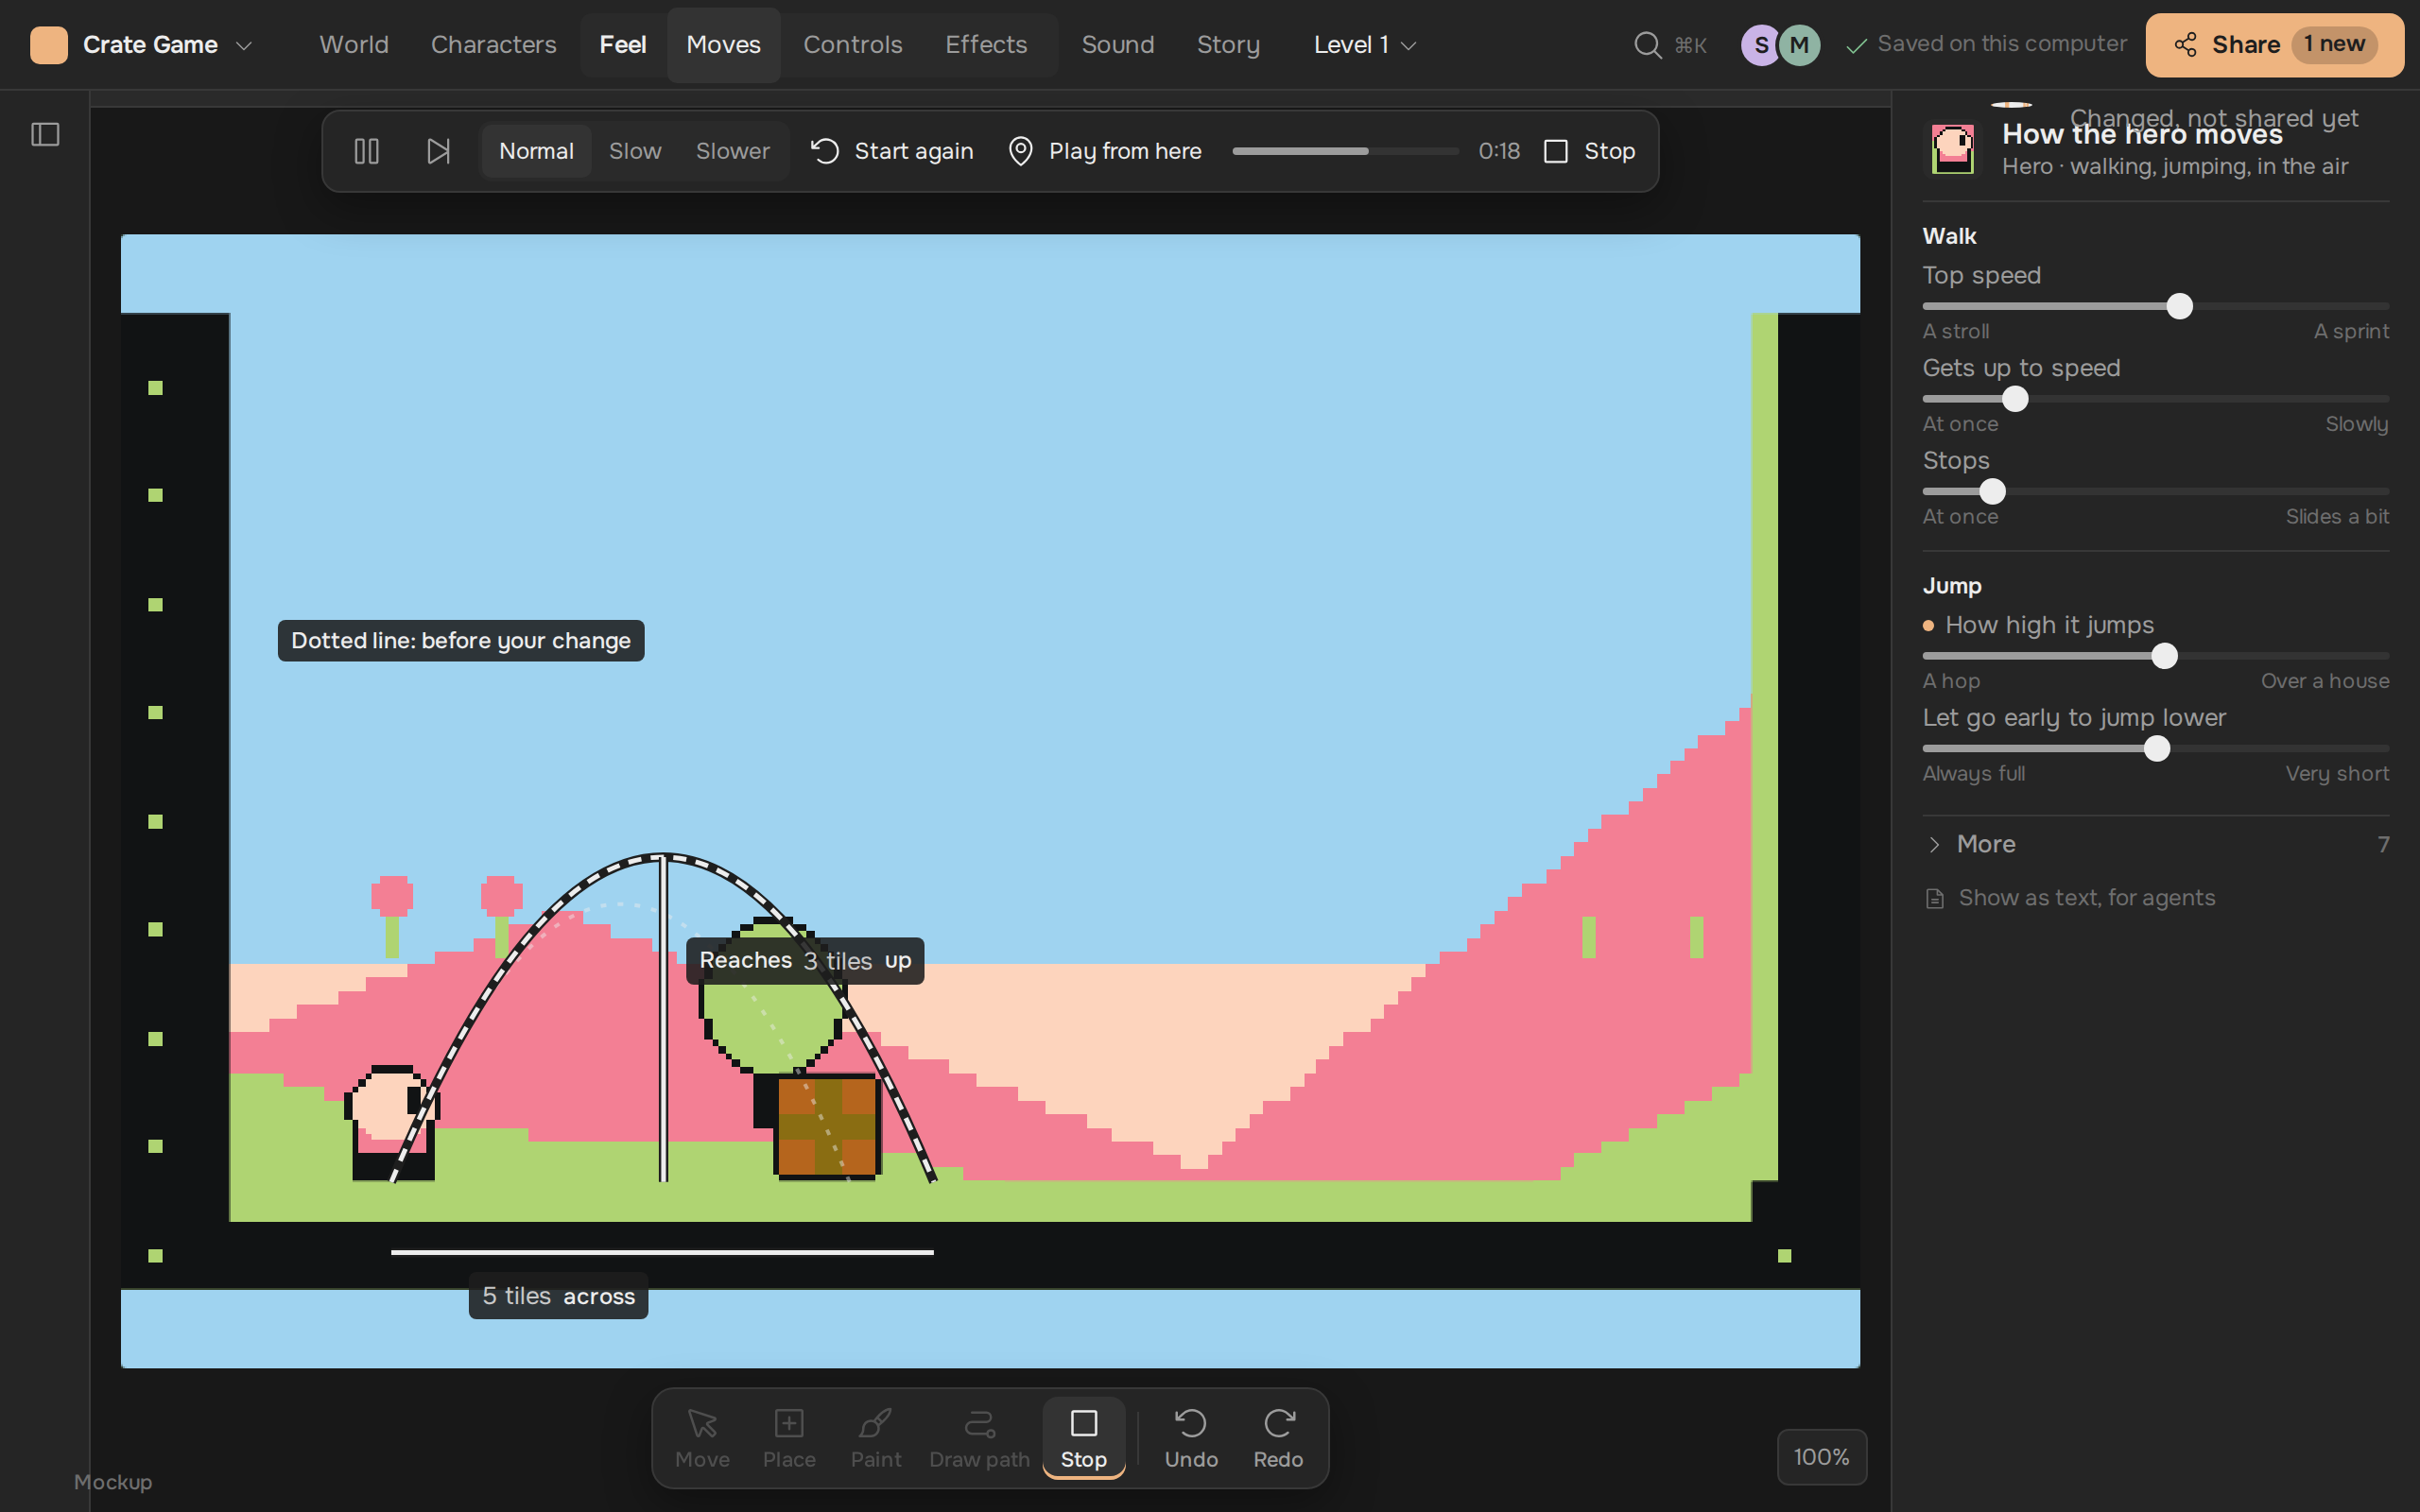 Crate Game World Characters Feel Moves Controls Effects Sound Story Level 1 ⌘K S M Saved on this computer Share 1 new
Normal Slow Slower Start again Play from here 0:18 Stop
Changed, not shared yet
How the hero moves
Hero · walking, jumping, in the air
Walk
Top speed
A stroll A sprint
Gets up to speed
At once Slowly
Stops
At once Slides a bit
Jump
How high it jumps
A hop Over a house
Let go early to jump lower
Always full Very short
More 7
Show as text, for agents
Dotted line: before your change
Reaches 3 tiles up
5 tiles across
Move Place Paint Draw path Stop Undo Redo
100%
Mockup